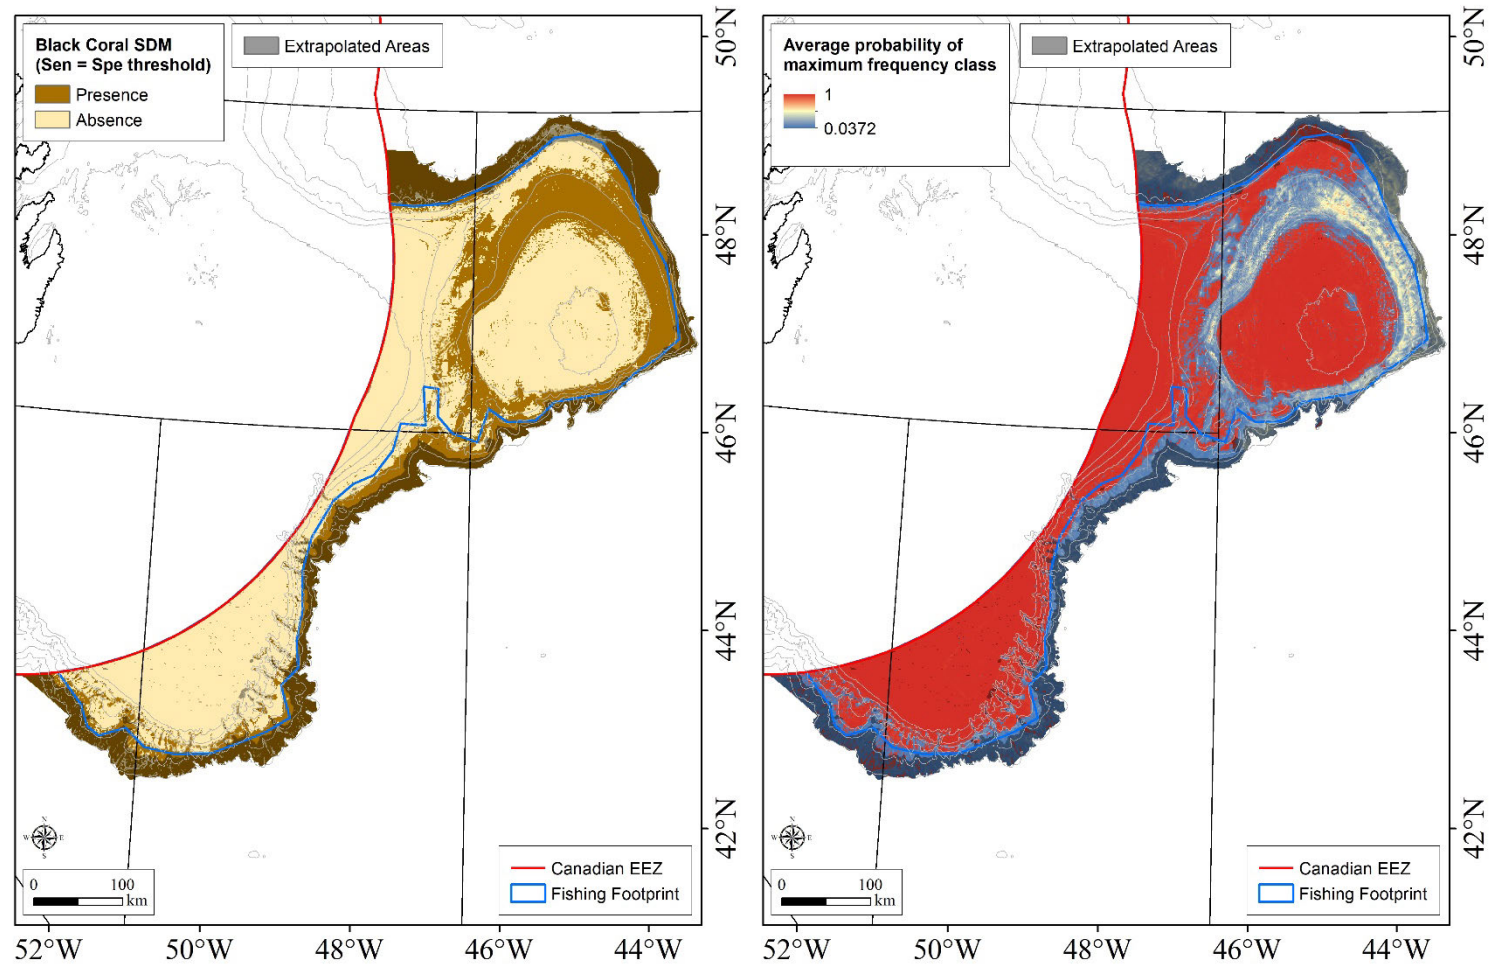 Black Coral SDM
(Sen = Spe threshold)
Presence
Absence
Extrapolated Areas
N
W E
S
0 100
km
Canadian EEZ
Fishing Footprint
50°N
48°N
46°N
44°N
42°N
52°W 50°W 48°W 46°W 44°W
Average probability of
maximum frequency class
1
0.0372
Extrapolated Areas
N
W E
S
0 100
km
Canadian EEZ
Fishing Footprint
50°N
48°N
46°N
44°N
42°N
52°W 50°W 48°W 46°W 44°W